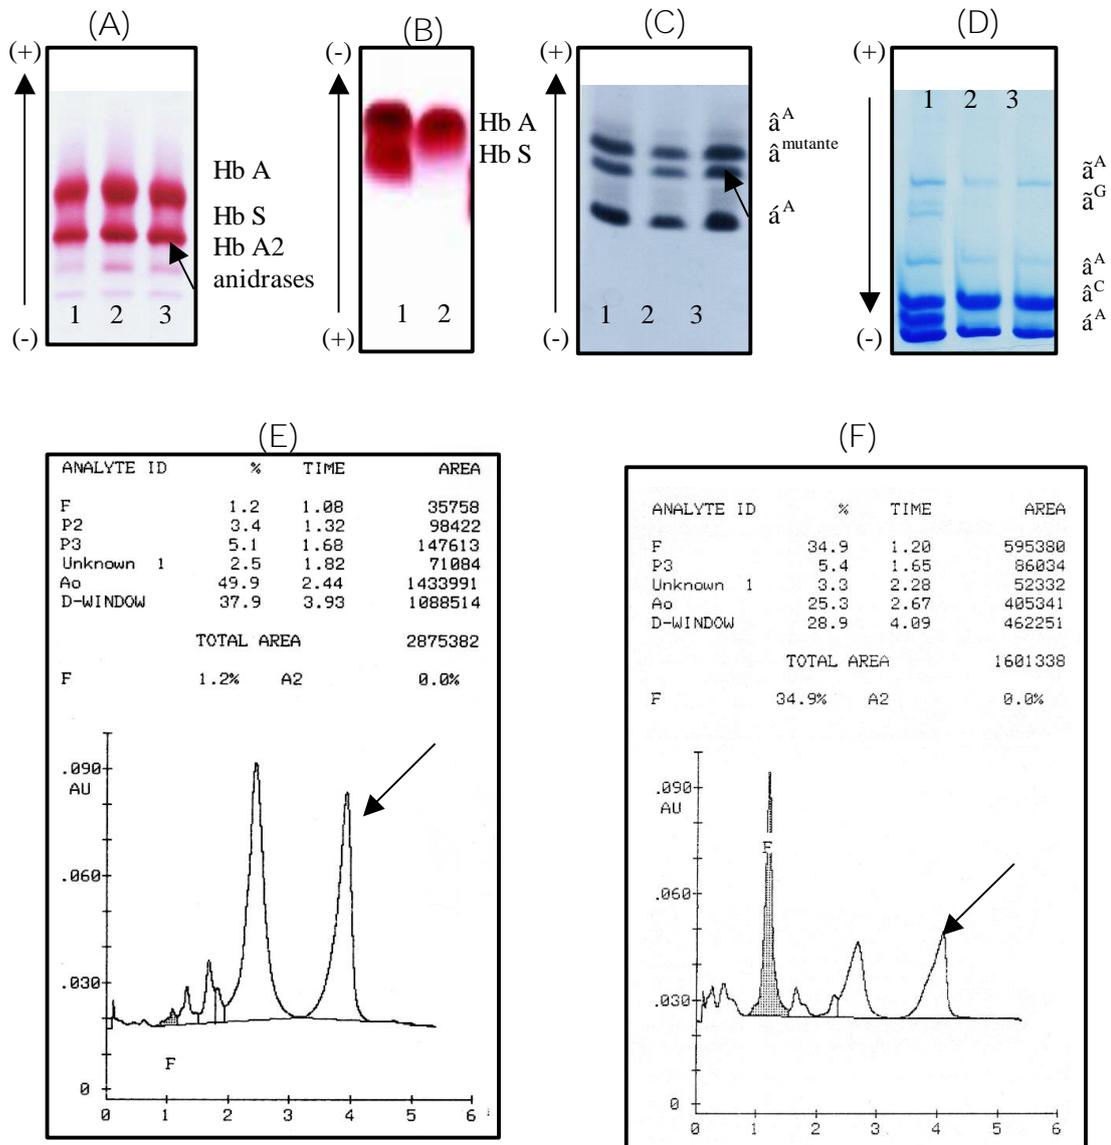 (A)
(+)
Hb A
Hb S
Hb A2
anidrases
1 2 3
(-)
(B)
(-)
Hb A
Hb S
1 2
(+)
(C)
(+)
âᴬ
âᵐᵘᵗᵃⁿᵗᵉ
áᴬ
1 2 3
(-)
(D)
(+)
1 2 3
ãᴬ
ãᴳ
âᴬ
âC
áᴬ
(-)
(E)
ANALYTE ID % TIME AREA
F 1.2 1.08 35758
P2 3.4 1.32 98422
P3 5.1 1.68 147613
Unknown 1 2.5 1.82 71084
Ao 49.9 2.44 1433991
D-WINDOW 37.9 3.93 1088514
TOTAL AREA 2875382
F 1.2% A2 0.0%
.090
AU
.060
.030
F
0
0 1 2 3 4 5 6
(F)
ANALYTE ID % TIME AREA
F 34.9 1.20 595380
P3 5.4 1.65 86034
Unknown 1 3.3 2.28 52332
Ao 25.3 2.67 405341
D-WINDOW 28.9 4.09 462251
TOTAL AREA 1601338
F 34.9% A2 0.0%
.090
AU
F
.060
.030
0
0 1 2 3 4 5 6